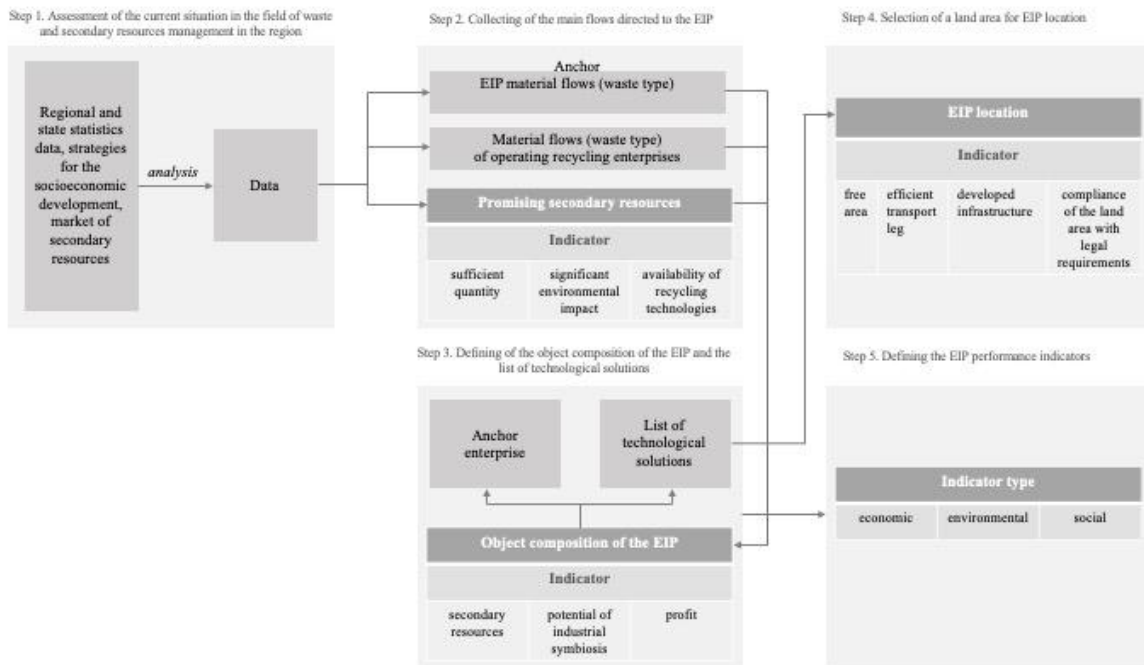 Step 1. Assessment of the current situation in the field of waste
and secondary resources management in the region
Regional and
state statistics
data, strategies
for the
socioeconomic
development,
market of
secondary
resources
analysis
Data
Step 2. Collecting of the main flows directed to the EIP
Anchor
EIP material flows (waste type)
Material flows (waste type)
of operating recycling enterprises
Promising secondary resources
Indicator
sufficient
quantity
significant
environmental
impact
availability of
recycling
technologies
Step 3. Defining of the object composition of the EIP and the
list of technological solutions
Anchor
enterprise
List of
technological
solutions
Object composition of the EIP
Indicator
secondary
resources
potential of
industrial
symbiosis
profit
Step 4. Selection of a land area for EIP location
EIP location
Indicator
free
area
efficient
transport
leg
developed
infrastructure
compliance
of the land
area with
legal
requirements
Step 5. Defining the EIP performance indicators
Indicator type
economic
environmental
social